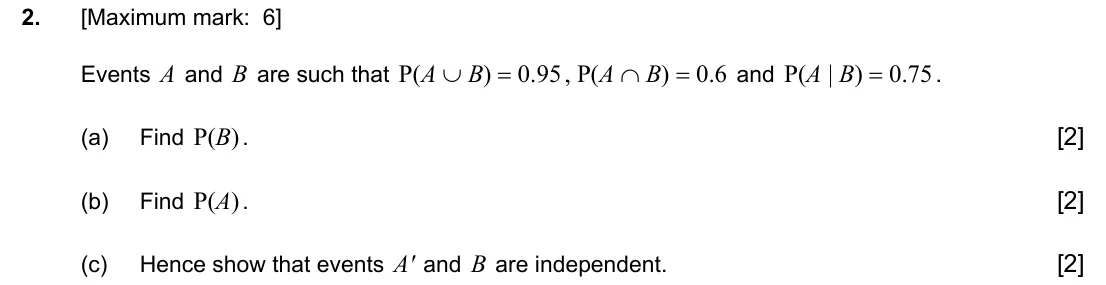 2. [Maximum mark: 6]
Events A and B are such that P(A ∪ B) = 0.95, P(A ∩ B) = 0.6 and P(A | B) = 0.75.
(a) Find P(B). [2]
(b) Find P(A). [2]
(c) Hence show that events A′ and B are independent. [2]